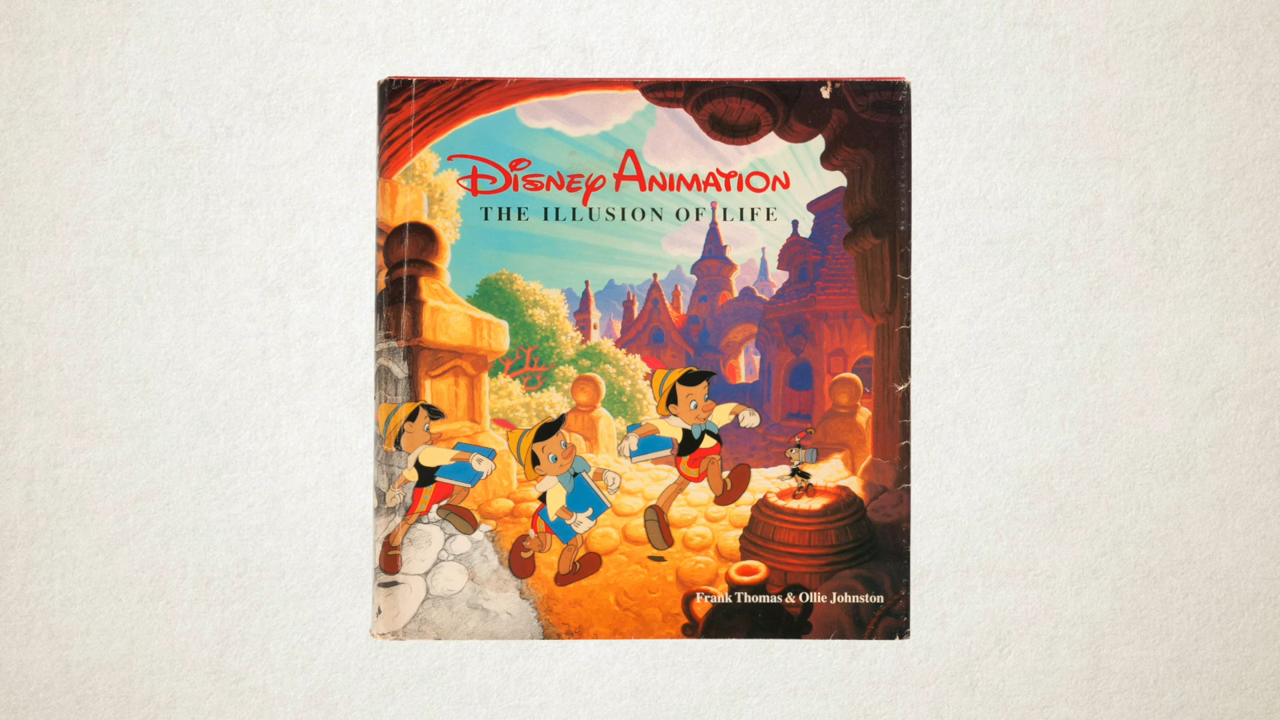 Disney Animation
THE ILLUSION OF LIFE
Frank Thomas & Ollie Johnston